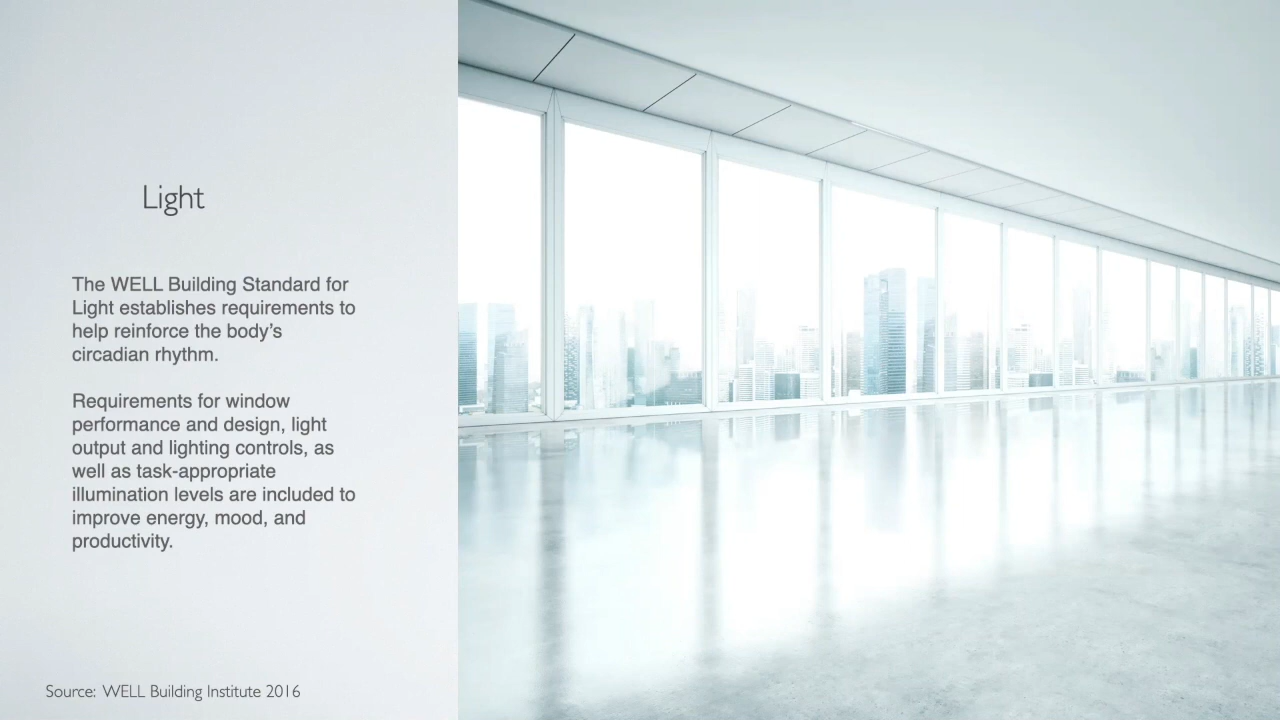 Light
The WELL Building Standard for
Light establishes requirements to
help reinforce the body’s
circadian rhythm.
Requirements for window
performance and design, light
output and lighting controls, as
well as task-appropriate
illumination levels are included to
improve energy, mood, and
productivity.
Source: WELL Building Institute 2016